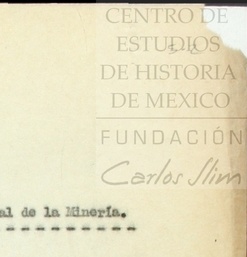 CENTRO DE
ESTUDIOS
DE HISTORIA
DE MEXICO
FUNDACIÓN
Carlos Slim
al de la Minería.